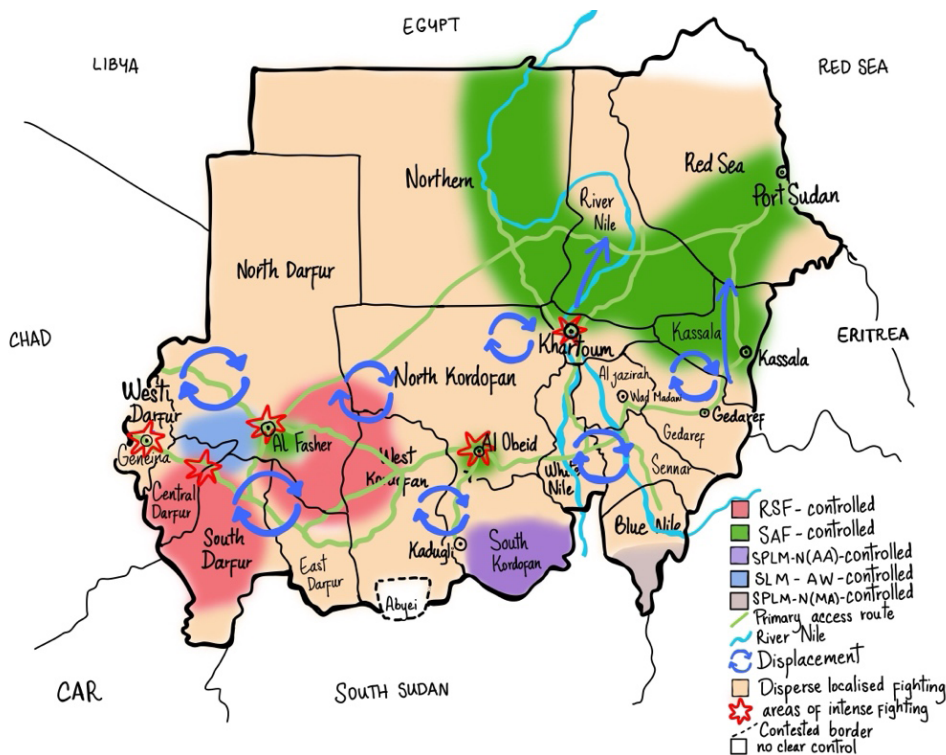 EGYPT
LIBYA
RED SEA
Red Sea
Northern
River
Nile
Port Sudan
North Darfur
CHAD
Kassala
ERITREA
Khartoum
Kassala
North Kordofan
Al Jazirah
West
Darfur
Wad Madani
Gedaref
Al Fasher
Al Obeid
Gedaref
Geneina
West
Kordofan
White
Nile
Sennar
Central
Darfur
South
Darfur
Blue Nile
Kadugli
South
Kordofan
East
Darfur
Abyei
CAR
SOUTH SUDAN
RSF - controlled
SAF - controlled
SPLM-N(AA)-controlled
SLM - AW - controlled
SPLM-N(MA)-controlled
Primary access route
River Nile
Displacement
Disperse localised fighting
areas of intense fighting
Contested border
no clear control